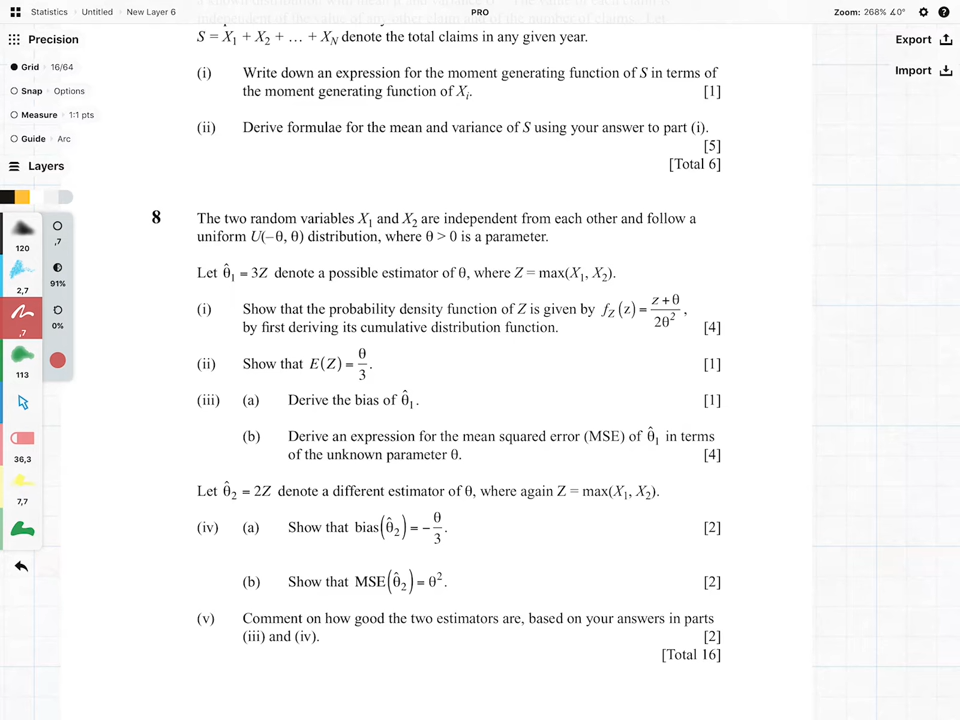 Statistics › Untitled › New Layer 6
PRO
Zoom: 268% ∠0°
Precision
Export
Import
Grid 16/64
Snap Options
Measure 1:1 pts
Guide Arc
Layers
120
2,7
,7
113
36,3
7,7
,7
91%
0%
S = X₁ + X₂ + … + X_N denote the total claims in any given year.
(i) Write down an expression for the moment generating function of S in terms of
the moment generating function of Xᵢ. [1]
(ii) Derive formulae for the mean and variance of S using your answer to part (i).
[5]
[Total 6]
8 The two random variables X₁ and X₂ are independent from each other and follow a
uniform U(–θ, θ) distribution, where θ > 0 is a parameter.
Let θ̂₁ = 3Z denote a possible estimator of θ, where Z = max(X₁, X₂).
(i) Show that the probability density function of Z is given by f_Z(z) = (z + θ)/(2θ²),
by first deriving its cumulative distribution function. [4]
(ii) Show that E(Z) = θ/3. [1]
(iii) (a) Derive the bias of θ̂₁. [1]
(b) Derive an expression for the mean squared error (MSE) of θ̂₁ in terms
of the unknown parameter θ. [4]
Let θ̂₂ = 2Z denote a different estimator of θ, where again Z = max(X₁, X₂).
(iv) (a) Show that bias(θ̂₂) = –θ/3. [2]
(b) Show that MSE(θ̂₂) = θ². [2]
(v) Comment on how good the two estimators are, based on your answers in parts
(iii) and (iv). [2]
[Total 16]